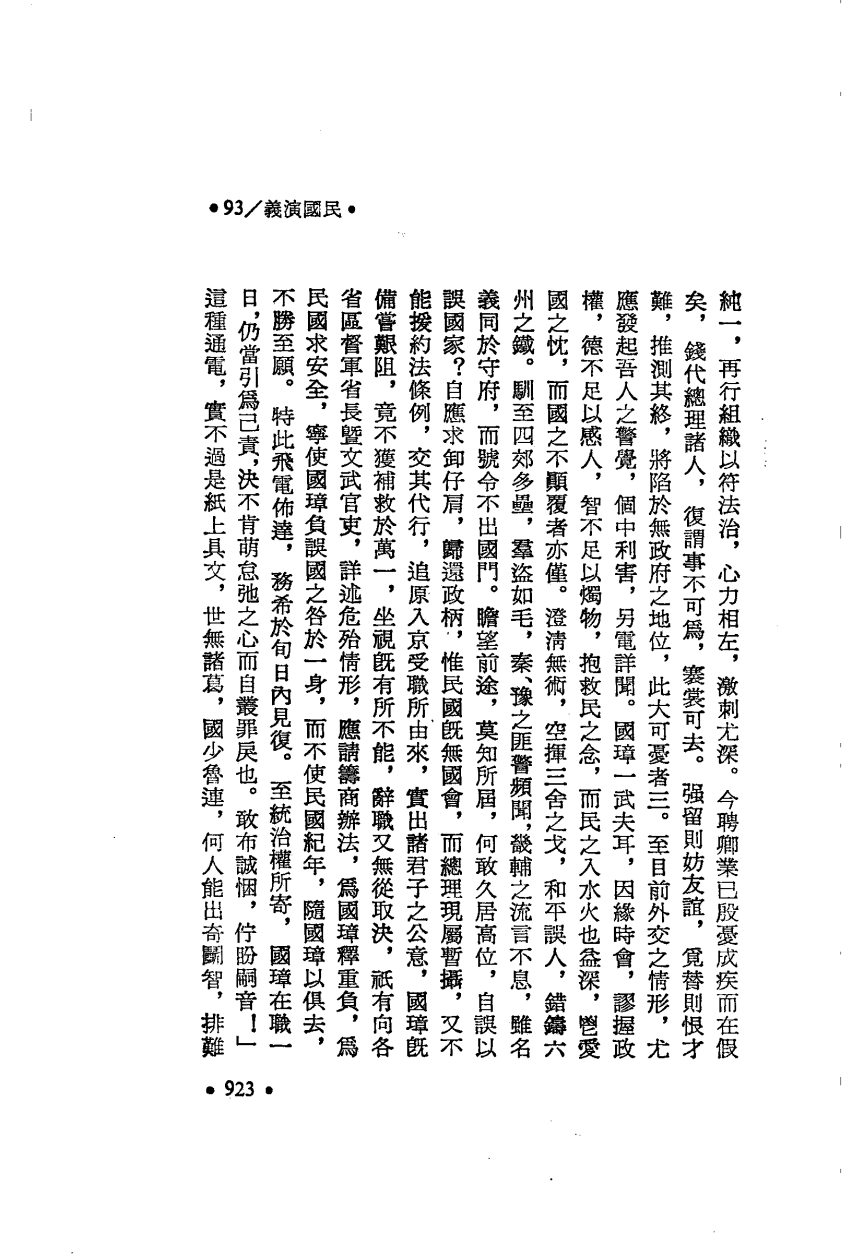 •93／義演國民•
純一，再行組織以符法治，心力相左，激刺尤深。今聘卿業已殷憂成疾而在假
矣，錢代總理諸人，復謂事不可爲，褰裳可去。强留則妨友誼，覓替則恨才
難，推測其終，將陷於無政府之地位，此大可憂者三。至目前外交之情形，尤
應發起吾人之警覺，個中利害，另電詳聞。國璋一武夫耳，因緣時會，謬握政
權，德不足以感人，智不足以燭物，抱救民之念，而民之入水火也益深，鬯愛
國之忱，而國之不顚覆者亦僅。澄淸無術，空揮三舍之戈，和平誤人，錯鑄六
州之鐵。馴至四郊多壘，羣盜如毛，秦、豫之匪警頻聞，畿輔之流言不息，雖名
義同於守府，而號令不出國門。瞻望前途，莫知所屆，何敢久居高位，自誤以
誤國家？自應求卸仔肩，歸還政柄，惟民國旣無國會，而總理現屬暫攝，又不
能援約法條例，交其代行，追原入京受職所由來，實出諸君子之公意，國璋旣
備嘗艱阻，竟不獲補救於萬一，坐視旣有所不能，辭職又無從取決，祇有向各
省區督軍省長曁文武官吏，詳述危殆情形，應請籌商辦法，爲國璋釋重負，爲
民國求安全，寧使國璋負誤國之咎於一身，而不使民國紀年，隨國璋以俱去，
不勝至願。特此飛電佈達，務希於旬日內見復。至統治權所寄，國璋在職一
日，仍當引爲己責，決不肯萌怠弛之心而自叢罪戾也。敢布誠悃，佇盼嗣音！」
這種通電，實不過是紙上具文，世無諸葛，國少魯連，何人能出奇鬭智，排難
•923•